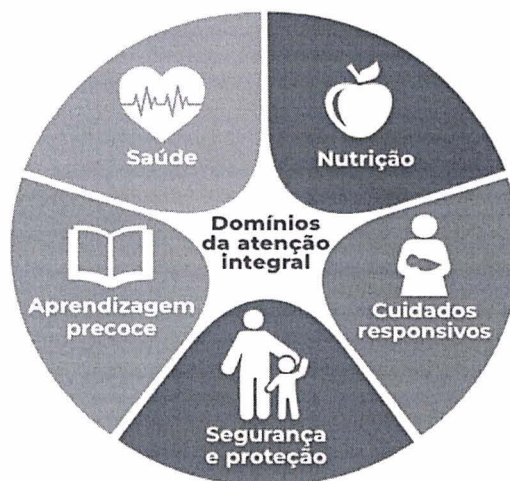 Saúde
Nutrição
Domínios
da atenção
integral
Aprendizagem
precoce
Cuidados
responsivos
Segurança
e proteção